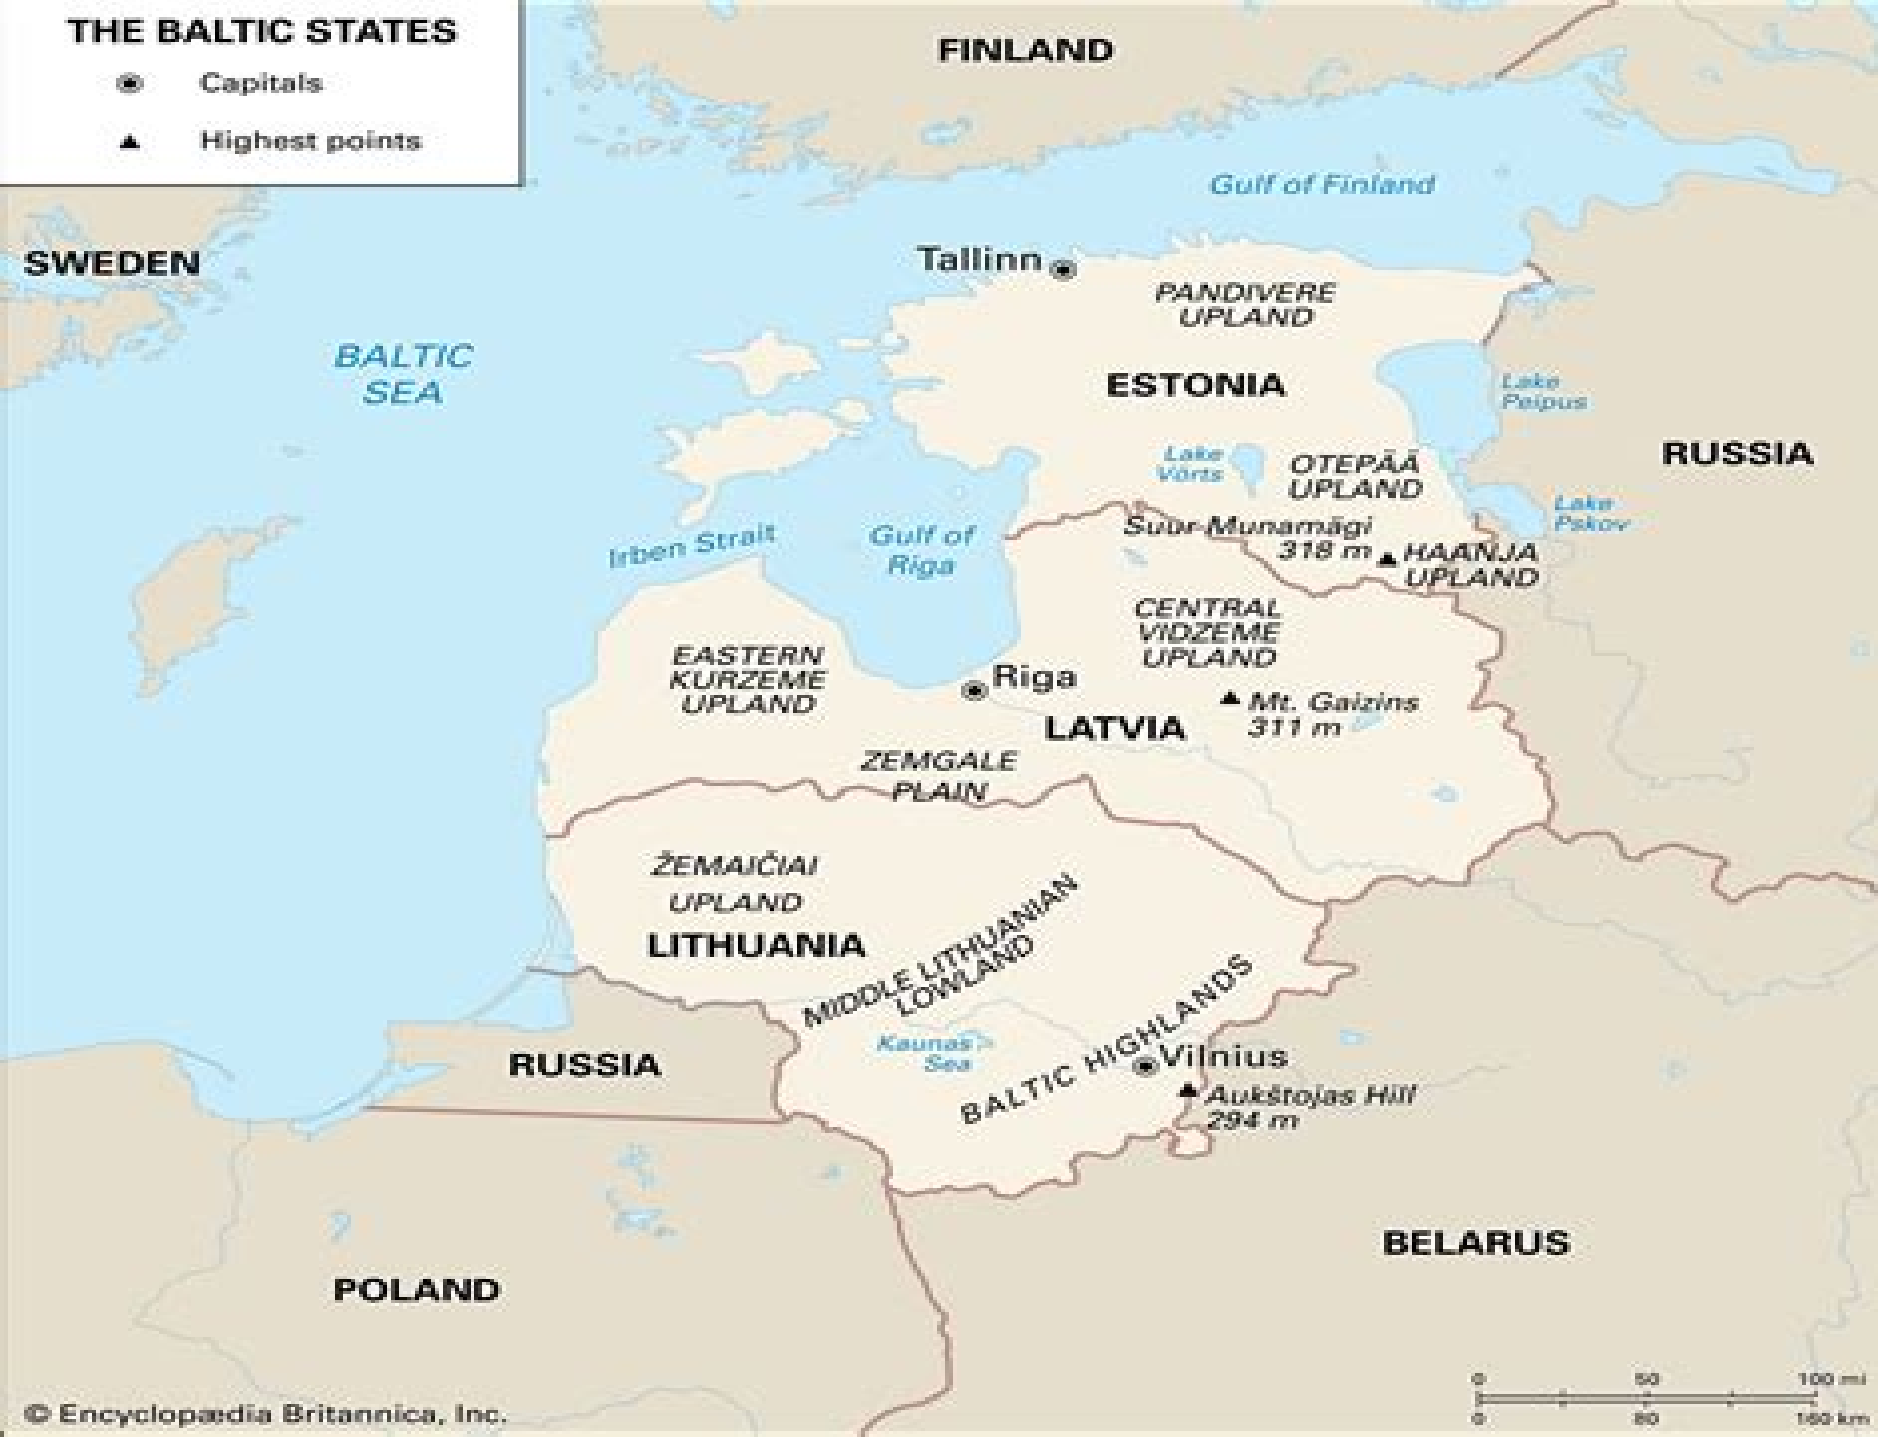 THE BALTIC STATES
Capitals
Highest points
FINLAND
Gulf of Finland
SWEDEN
Tallinn
PANDIVERE
UPLAND
BALTIC
SEA
ESTONIA
Lake
Peipus
RUSSIA
Lake
Võrts
OTEPÄÄ
UPLAND
Lake
Pskov
Irben Strait
Gulf of
Riga
Suur Munamägi
318 m
HAANJA
UPLAND
CENTRAL
VIDZEME
UPLAND
EASTERN
KURZEME
UPLAND
Riga
Mt. Gaizins
311 m
LATVIA
ZEMGALE
PLAIN
ŽEMAIČIAI
UPLAND
LITHUANIA
MIDDLE LITHUANIAN
LOWLAND
BALTIC HIGHLANDS
Kaunas
Sea
Vilnius
RUSSIA
Aukštojas Hill
294 m
BELARUS
POLAND
0 50 100 mi
0 80 160 km
© Encyclopædia Britannica, Inc.